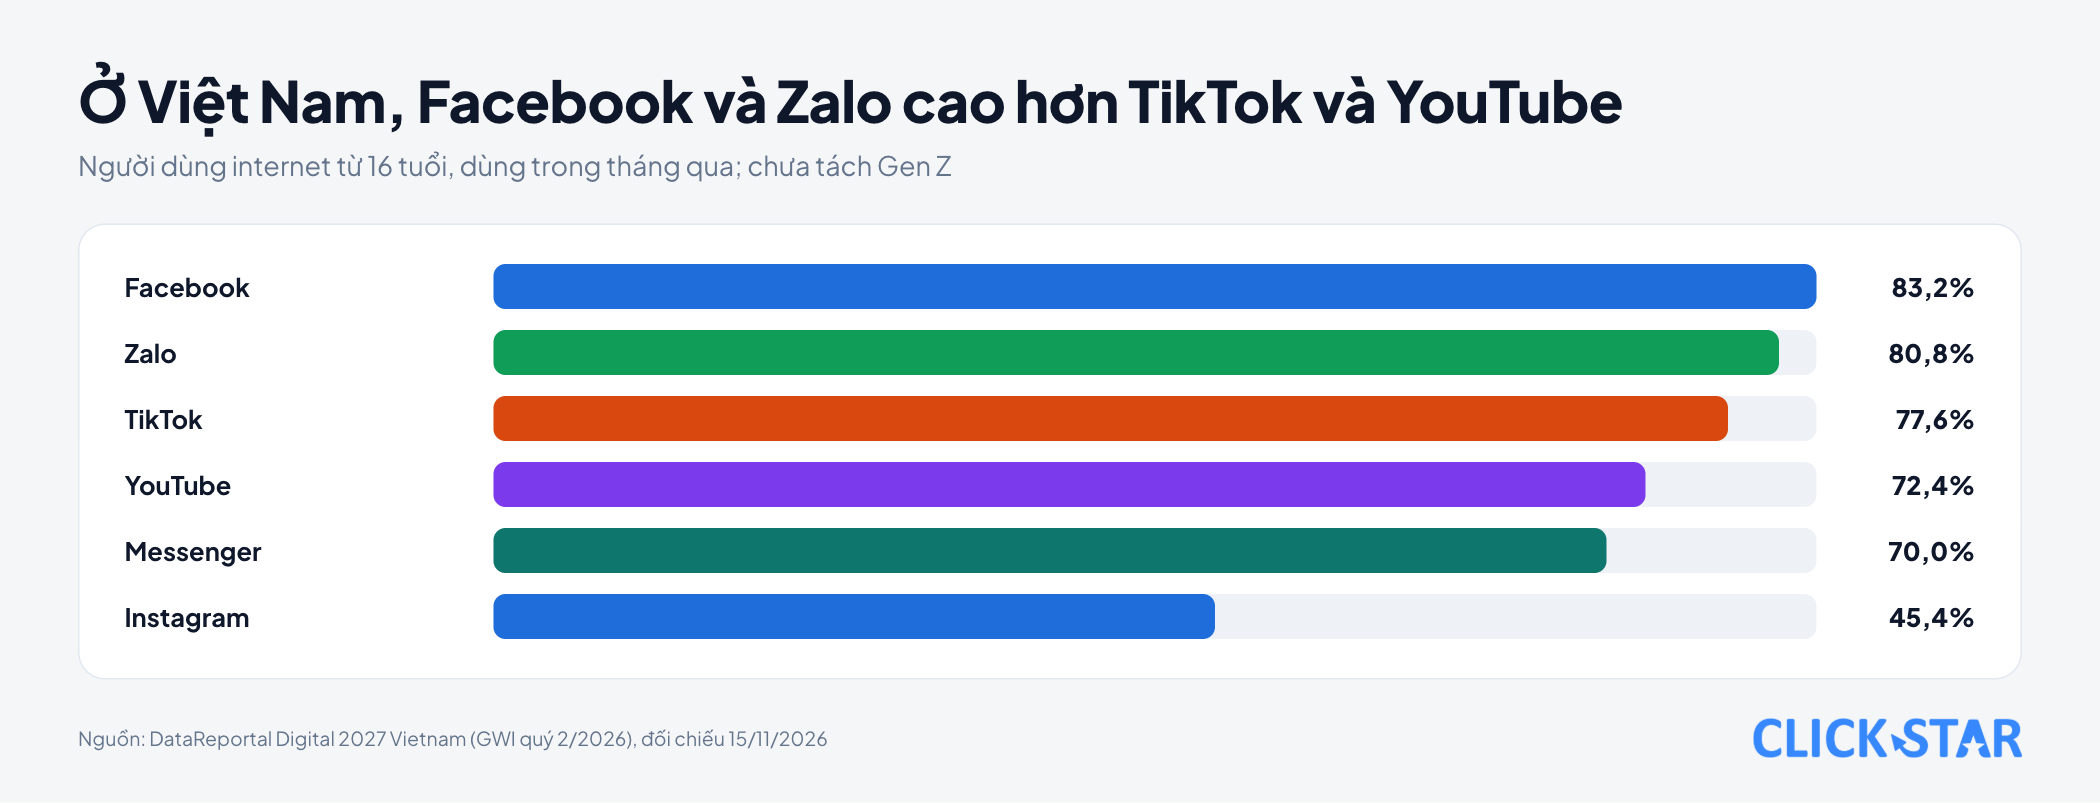 Ở Việt Nam, Facebook và Zalo cao hơn TikTok và YouTube
Người dùng internet từ 16 tuổi, dùng trong tháng qua; chưa tách Gen Z
Facebook 83,2%
Zalo 80,8%
TikTok 77,6%
YouTube 72,4%
Messenger 70,0%
Instagram 45,4%
Nguồn: DataReportal Digital 2027 Vietnam (GWI quý 2/2026), đối chiếu 15/11/2026
CLICK STAR